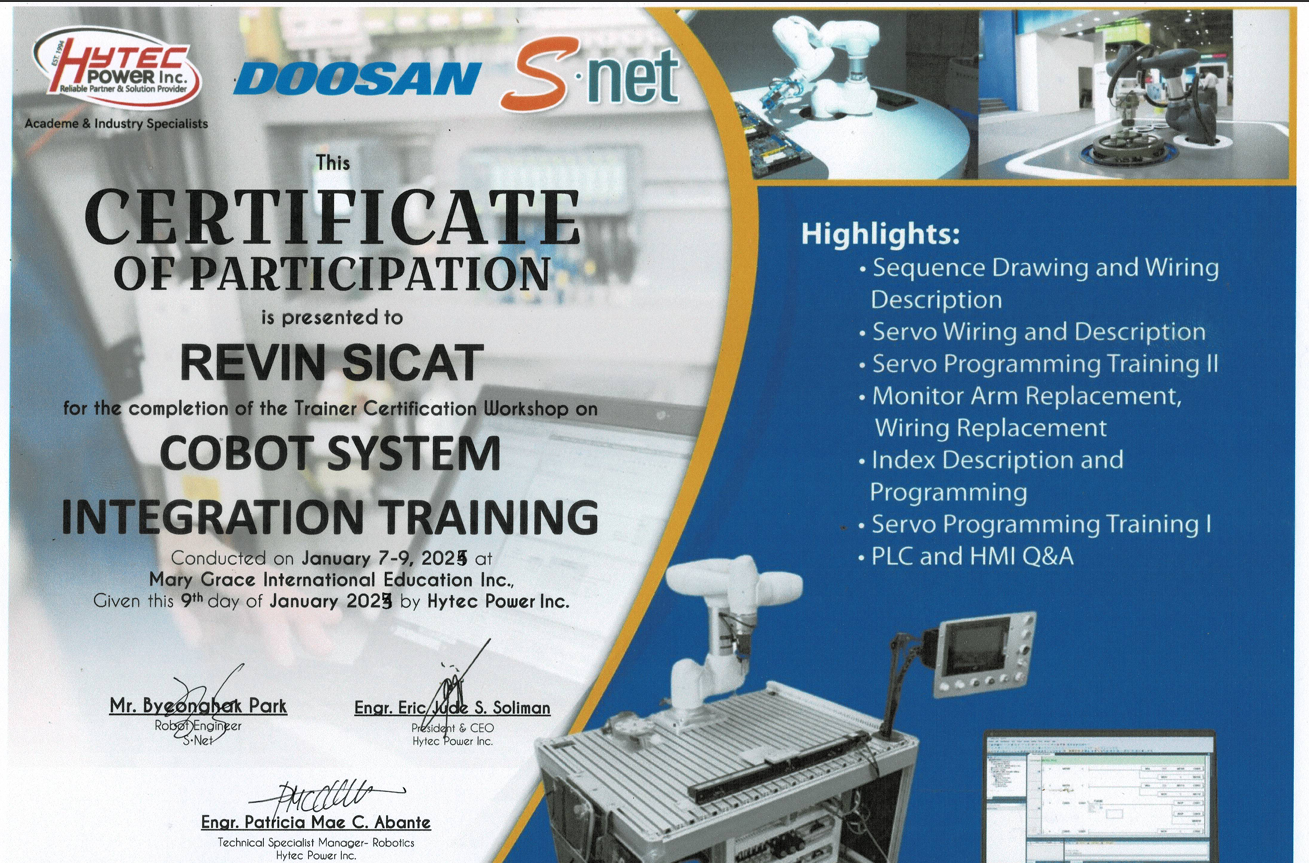 EST. 1994
HYTEC
POWER Inc.
Reliable Partner & Solution Provider
Academe & Industry Specialists
DOOSAN
S·net
This
CERTIFICATE
OF PARTICIPATION
is presented to
REVIN SICAT
for the completion of the Trainer Certification Workshop on
COBOT SYSTEM
INTEGRATION TRAINING
Conducted on January 7-9, 2025 at
Mary Grace International Education Inc.,
Given this 9th day of January 2025 by Hytec Power Inc.
Mr. Byeonghak Park
Robot Engineer
S·Net
Engr. Eric Jude S. Soliman
President & CEO
Hytec Power Inc.
Engr. Patricia Mae C. Abante
Technical Specialist Manager- Robotics
Hytec Power Inc.
Highlights:
• Sequence Drawing and Wiring
Description
• Servo Wiring and Description
• Servo Programming Training II
• Monitor Arm Replacement,
Wiring Replacement
• Index Description and
Programming
• Servo Programming Training I
• PLC and HMI Q&A